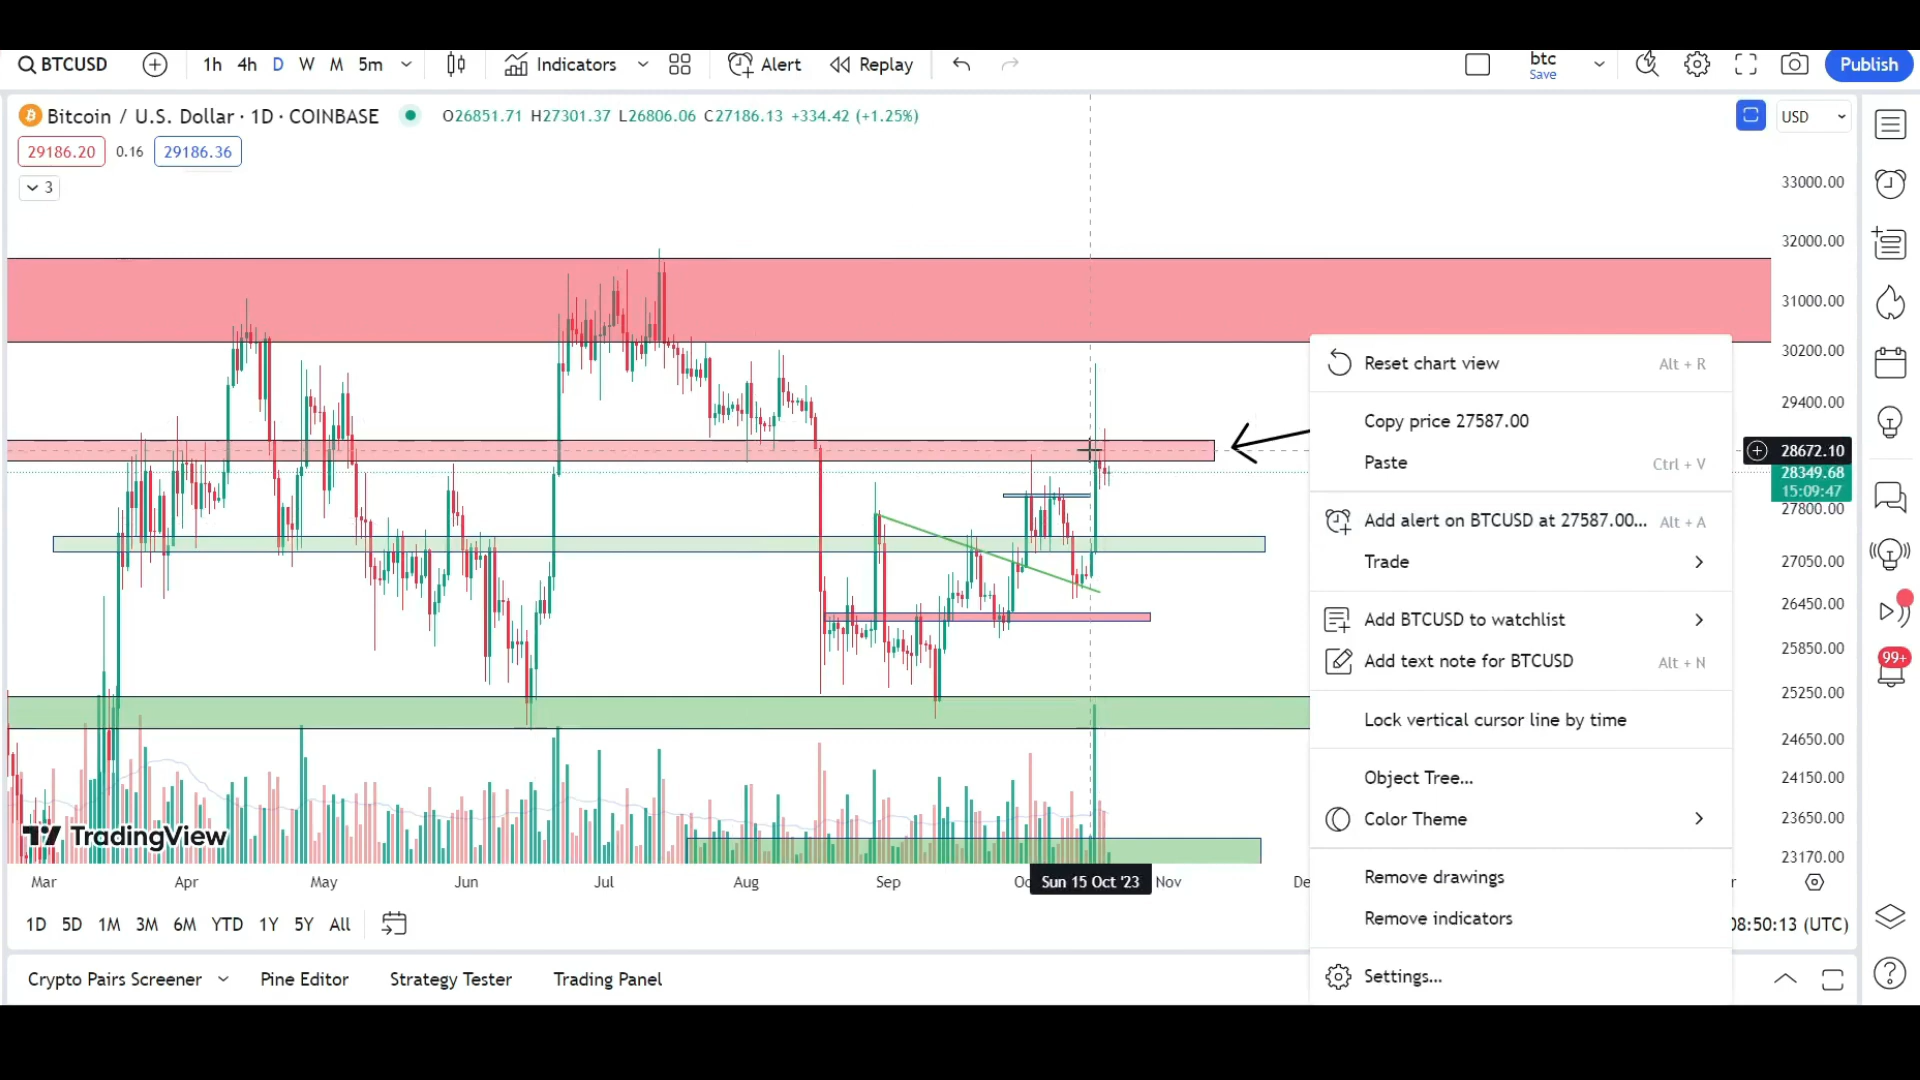 BTCUSD 1h 4h D W M 5m Indicators Alert Replay btc Save Publish
Bitcoin / U.S. Dollar · 1D · COINBASE O26851.71 H27301.37 L26806.06 C27186.13 +334.42 (+1.25%) USD
29186.20 0.16 29186.36
3
33000.00
32000.00
31000.00
30200.00
29400.00
28672.10
28349.68
15:09:47
27800.00
27050.00
26450.00
25850.00
25250.00
24650.00
24150.00
23650.00
23170.00
Reset chart view Alt + R
Copy price 27587.00
Paste Ctrl + V
Add alert on BTCUSD at 27587.00... Alt + A
Trade
Add BTCUSD to watchlist
Add text note for BTCUSD Alt + N
Lock vertical cursor line by time
Object Tree...
Color Theme
Remove drawings
Remove indicators
Settings...
99+
TradingView
Mar Apr May Jun Jul Aug Sep Oc Sun 15 Oct '23 Nov De
1D 5D 1M 3M 6M YTD 1Y 5Y All 08:50:13 (UTC)
Crypto Pairs Screener Pine Editor Strategy Tester Trading Panel